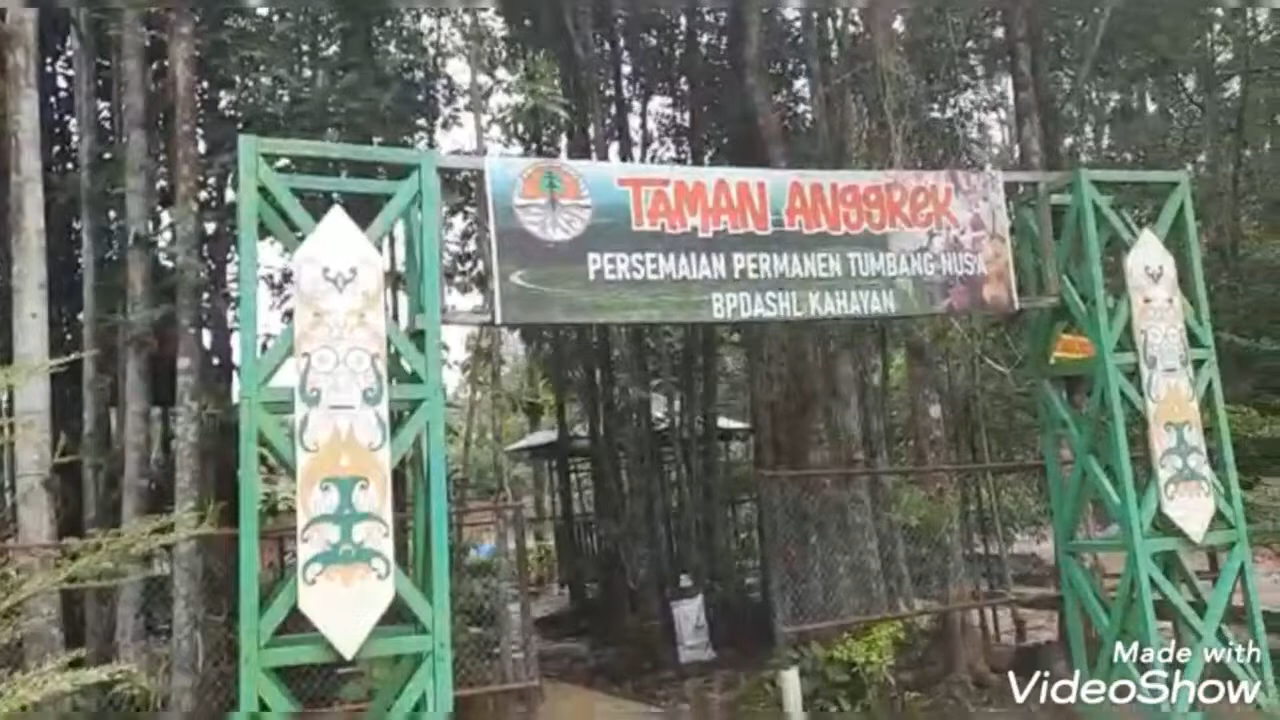 TAMAN ANGGREK
PERSEMAIAN PERMANEN TUMBANG NUSA
BPDASHL KAHAYAN
Made with
VideoShow